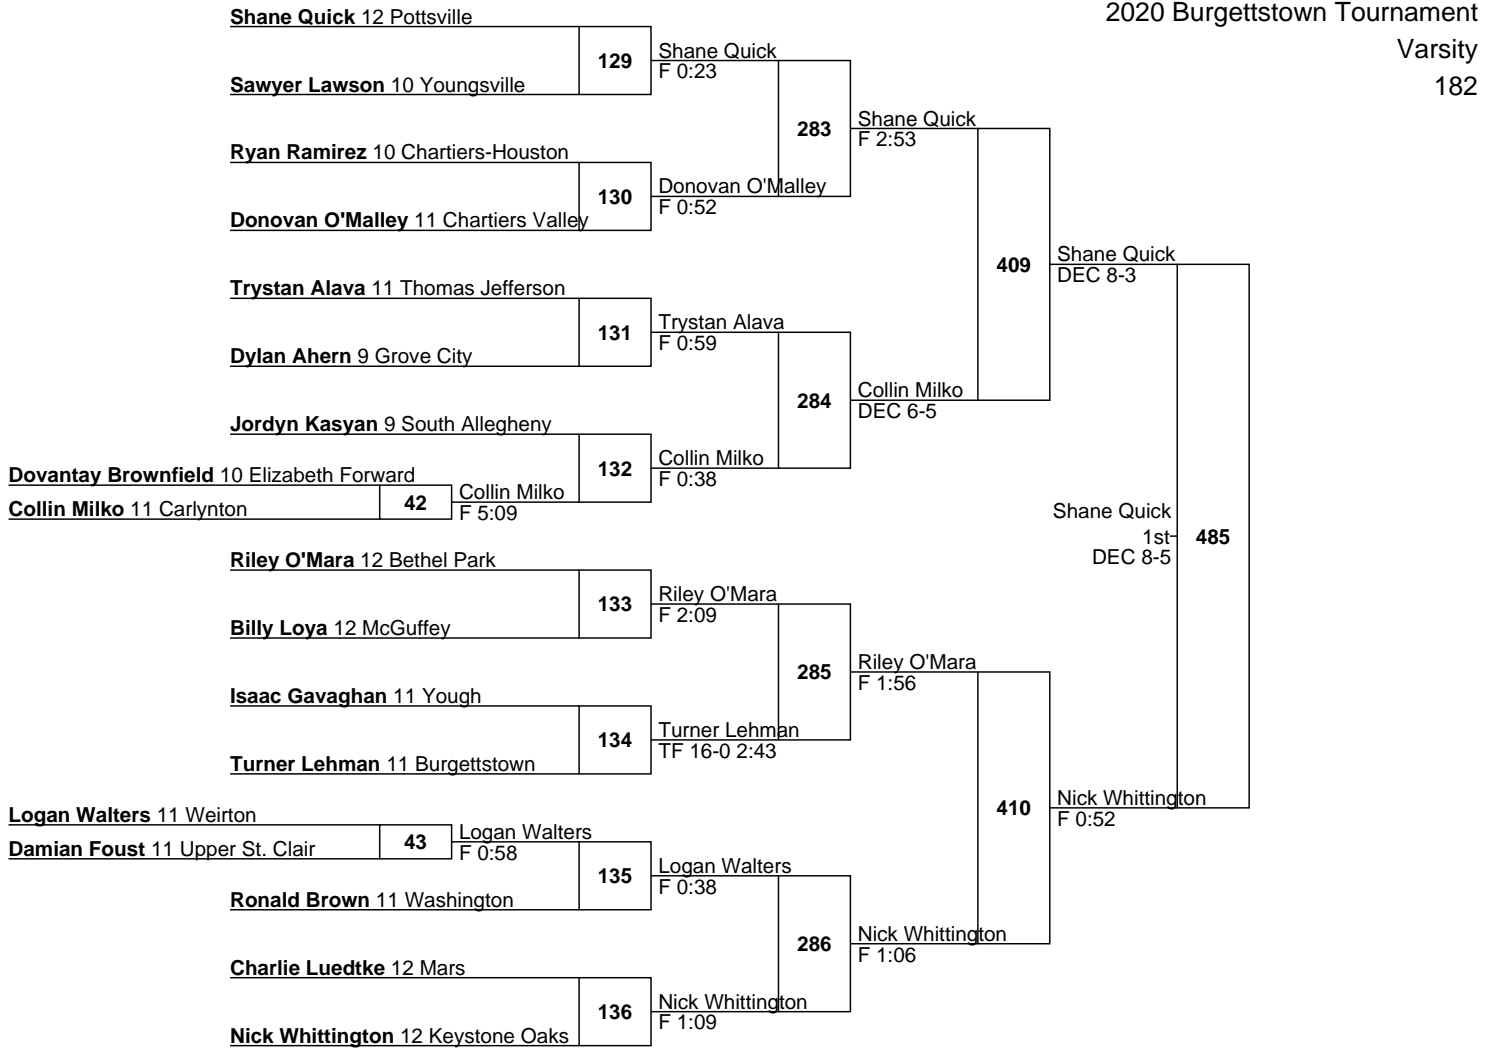 2020 Burgettstown Tournament
Varsity
182
Shane Quick 12 Pottsville
129
Shane Quick
F 0:23
Sawyer Lawson 10 Youngsville
283
Shane Quick
F 2:53
Ryan Ramirez 10 Chartiers-Houston
130
Donovan O'Malley
F 0:52
Donovan O'Malley 11 Chartiers Valley
409
Shane Quick
DEC 8-3
Trystan Alava 11 Thomas Jefferson
131
Trystan Alava
F 0:59
Dylan Ahern 9 Grove City
284
Collin Milko
DEC 6-5
Jordyn Kasyan 9 South Allegheny
132
Collin Milko
F 0:38
Dovantay Brownfield 10 Elizabeth Forward
42
Collin Milko
F 5:09
Collin Milko 11 Carlynton
Shane Quick
1st
DEC 8-5
485
Riley O'Mara 12 Bethel Park
133
Riley O'Mara
F 2:09
Billy Loya 12 McGuffey
285
Riley O'Mara
F 1:56
Isaac Gavaghan 11 Yough
134
Turner Lehman
TF 16-0 2:43
Turner Lehman 11 Burgettstown
410
Nick Whittington
F 0:52
Logan Walters 11 Weirton
43
Logan Walters
F 0:58
Damian Foust 11 Upper St. Clair
135
Logan Walters
F 0:38
Ronald Brown 11 Washington
286
Nick Whittington
F 1:06
Charlie Luedtke 12 Mars
136
Nick Whittington
F 1:09
Nick Whittington 12 Keystone Oaks